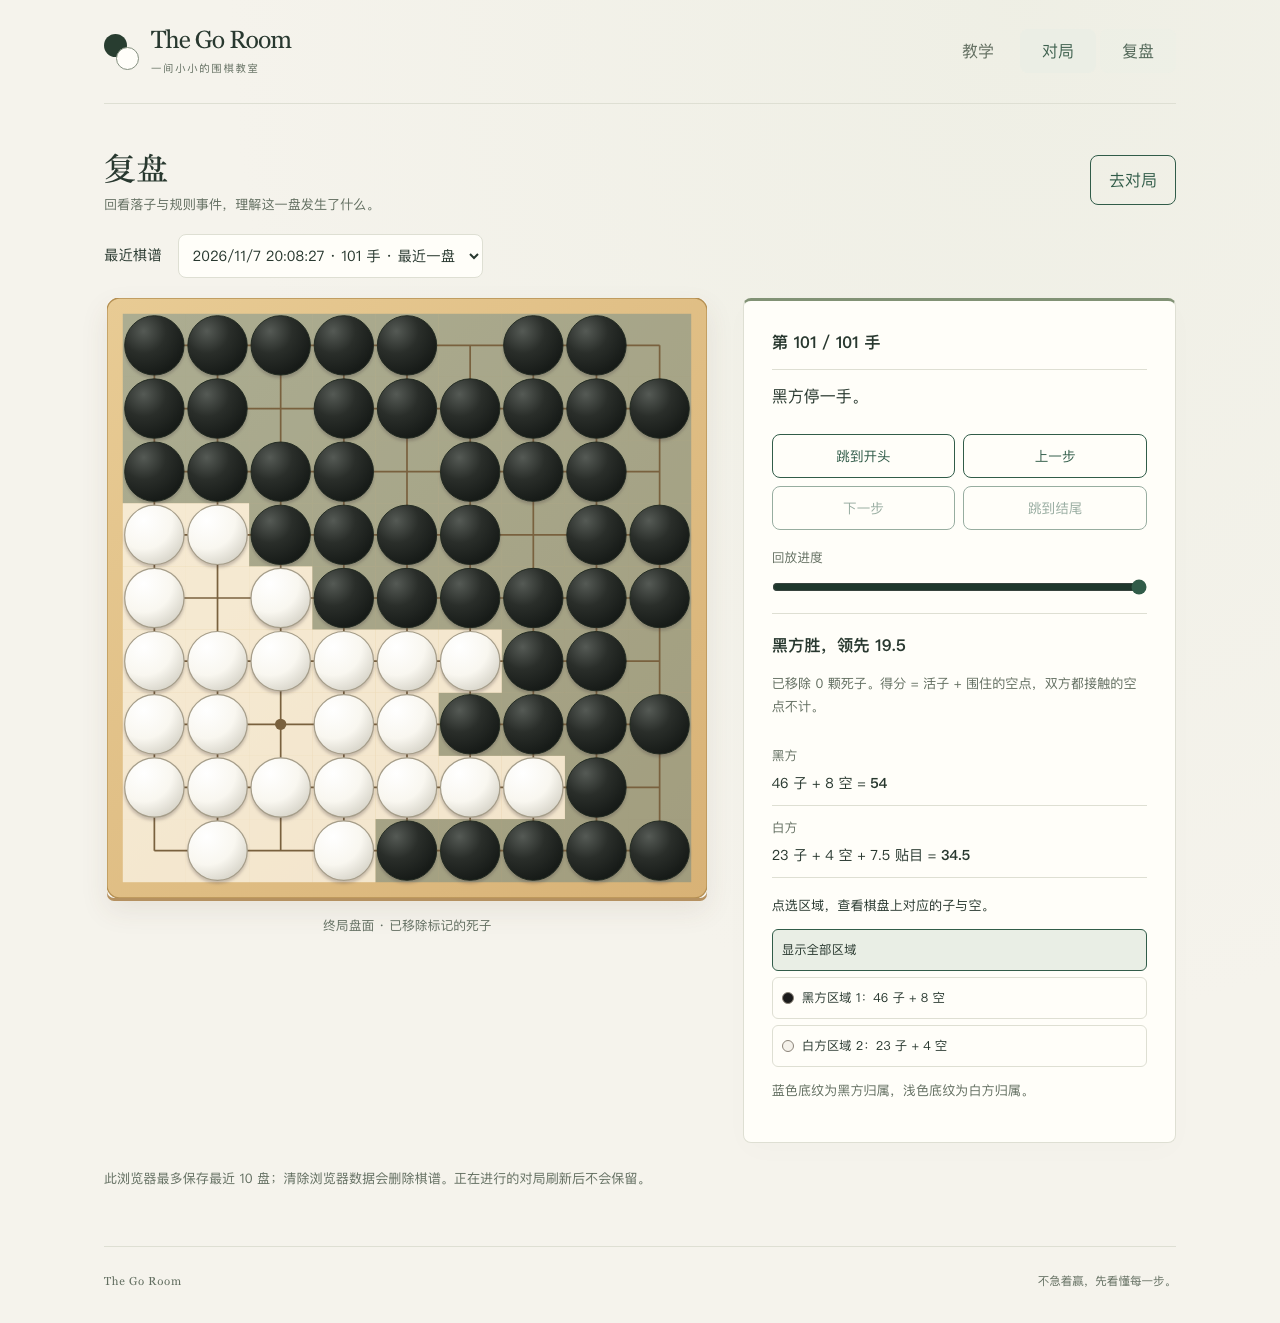 The Go Room
一间小小的围棋教室
教学
对局
复盘
复盘
回看落子与规则事件，理解这一盘发生了什么。
去对局
最近棋谱
2026/11/7 20:08:27 · 101 手 · 最近一盘
第 101 / 101 手
黑方停一手。
跳到开头
上一步
下一步
跳到结尾
回放进度
黑方胜，领先 19.5
已移除 0 颗死子。得分 = 活子 + 围住的空点，双方都接触的空
点不计。
黑方
46 子 + 8 空 = 54
白方
23 子 + 4 空 + 7.5 贴目 = 34.5
点选区域，查看棋盘上对应的子与空。
显示全部区域
黑方区域 1：46 子 + 8 空
白方区域 2：23 子 + 4 空
蓝色底纹为黑方归属，浅色底纹为白方归属。
终局盘面 · 已移除标记的死子
此浏览器最多保存最近 10 盘；清除浏览器数据会删除棋谱。正在进行的对局刷新后不会保留。
The Go Room
不急着赢，先看懂每一步。